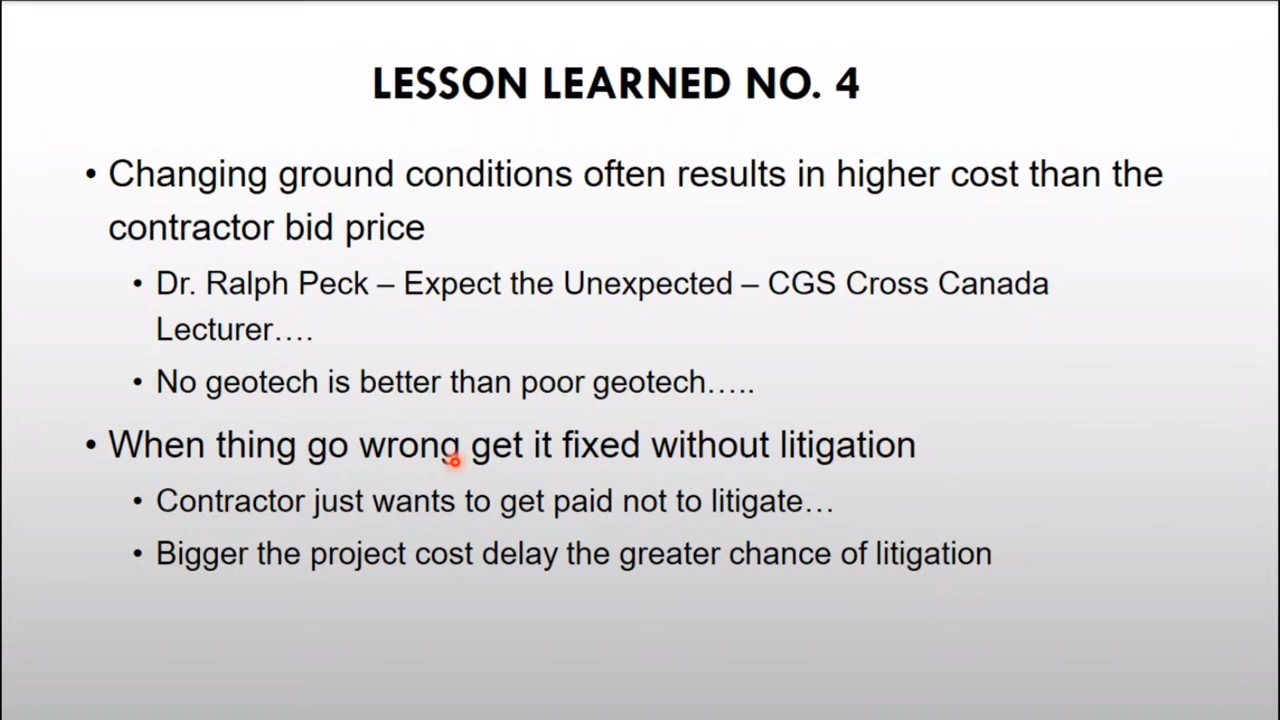 LESSON LEARNED NO. 4
• Changing ground conditions often results in higher cost than the
contractor bid price
• Dr. Ralph Peck – Expect the Unexpected – CGS Cross Canada
Lecturer….
• No geotech is better than poor geotech…..
• When thing go wrong get it fixed without litigation
• Contractor just wants to get paid not to litigate…
• Bigger the project cost delay the greater chance of litigation